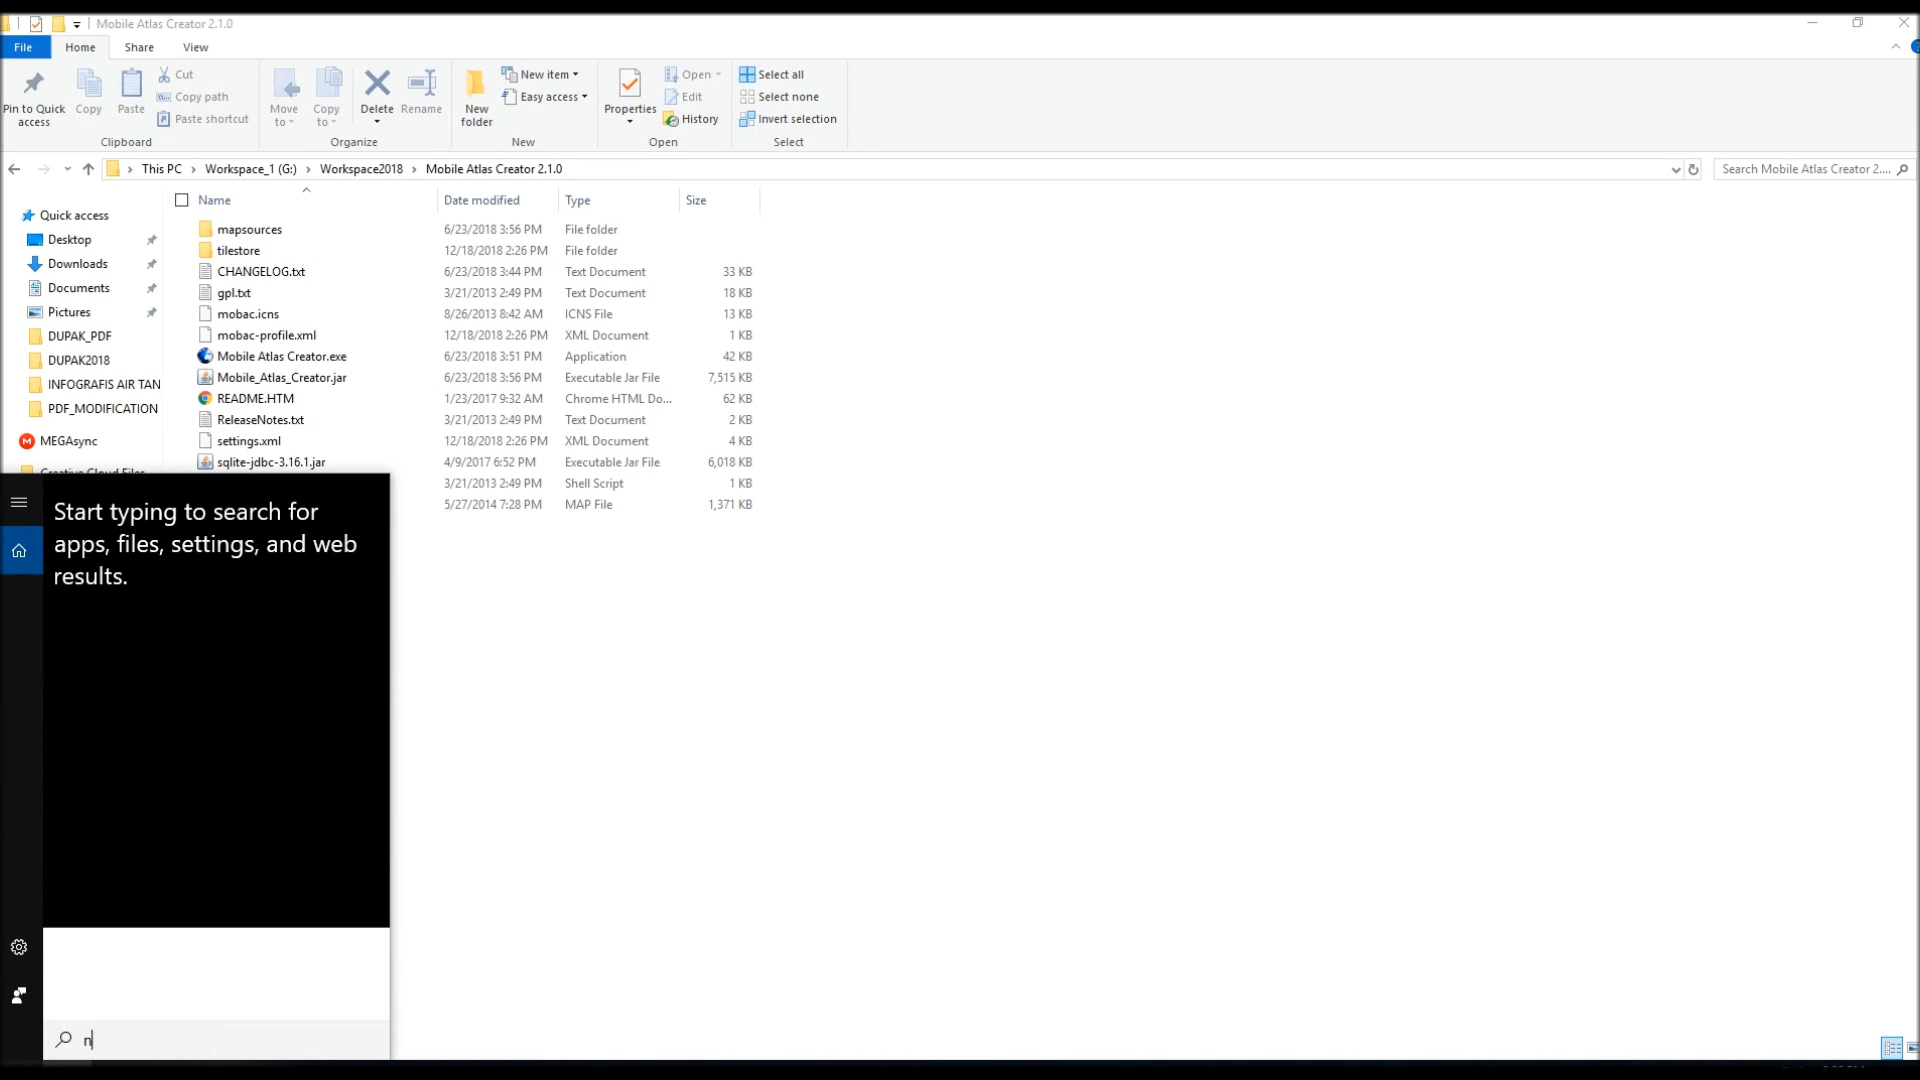 Mobile Atlas Creator 2.1.0
File
Home
Share
View
Pin to Quick access
Copy
Paste
Cut
Copy path
Paste shortcut
Clipboard
Move to
Copy to
Delete
Rename
Organize
New folder
New item
Easy access
New
Properties
Open
Edit
History
Open
Select all
Select none
Invert selection
Select
This PC > Workspace_1 (G:) > Workspace2018 > Mobile Atlas Creator 2.1.0
Search Mobile Atlas Creator 2....
Name Date modified Type Size
Quick access
Desktop
Downloads
Documents
Pictures
DUPAK_PDF
DUPAK2018
INFOGRAFIS AIR TAN
PDF_MODIFICATION
MEGAsync
mapsources 6/23/2018 3:56 PM File folder
tilestore 12/18/2018 2:26 PM File folder
CHANGELOG.txt 6/23/2018 3:44 PM Text Document 33 KB
gpl.txt 3/21/2013 2:49 PM Text Document 18 KB
mobac.icns 8/26/2013 8:42 AM ICNS File 13 KB
mobac-profile.xml 12/18/2018 2:26 PM XML Document 1 KB
Mobile Atlas Creator.exe 6/23/2018 3:51 PM Application 42 KB
Mobile_Atlas_Creator.jar 6/23/2018 3:56 PM Executable Jar File 7,515 KB
README.HTM 1/23/2017 9:32 AM Chrome HTML Do... 62 KB
ReleaseNotes.txt 3/21/2013 2:49 PM Text Document 2 KB
settings.xml 12/18/2018 2:26 PM XML Document 4 KB
sqlite-jdbc-3.16.1.jar 4/9/2017 6:52 PM Executable Jar File 6,018 KB
3/21/2013 2:49 PM Shell Script 1 KB
5/27/2014 7:28 PM MAP File 1,371 KB
Start typing to search for
apps, files, settings, and web
results.
n